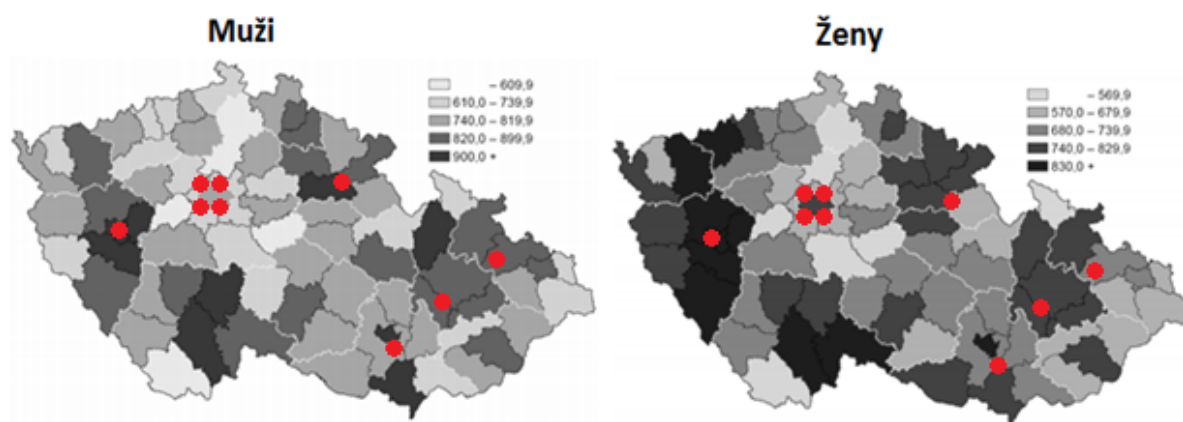 Muži
– 609,9
610,0 – 739,9
740,0 – 819,9
820,0 – 899,9
900,0 +
Ženy
– 569,9
570,0 – 679,9
680,0 – 739,9
740,0 – 829,9
830,0 +